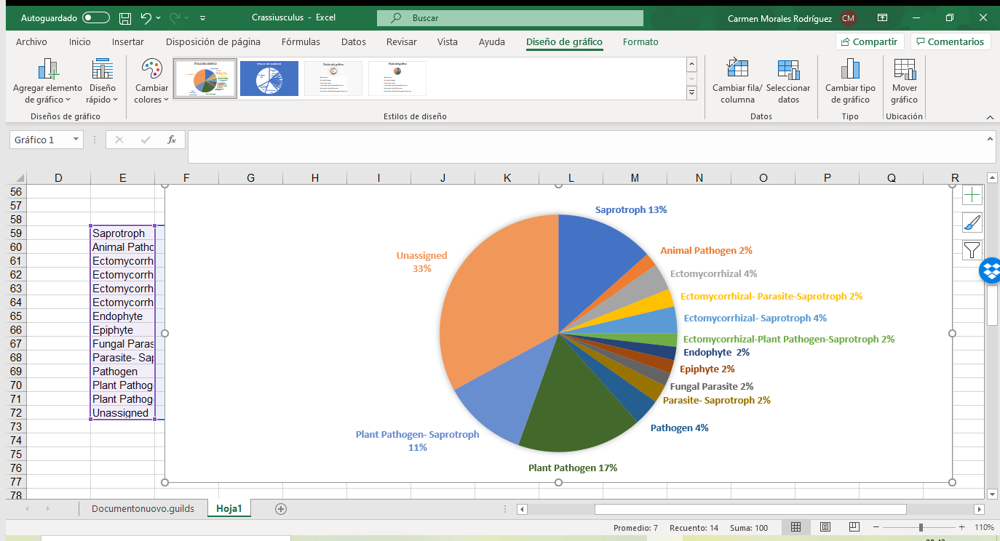 Autoguardado
Crassiusculus - Excel
Buscar
Carmen Morales Rodríguez CM
Archivo Inicio Insertar Disposición de página Fórmulas Datos Revisar Vista Ayuda Diseño de gráfico Formato
Compartir Comentarios
Agregar elemento de gráfico
Diseño rápido
Cambiar colores
Cambiar fila/ columna
Seleccionar datos
Cambiar tipo de gráfico
Mover gráfico
Diseños de gráfico Estilos de diseño Datos Tipo Ubicación
Gráfico 1 fx
D E F G H I J K L M N O P Q R
56
57
58
59 Saprotroph
60 Animal Patho
61 Ectomycorrh
62 Ectomycorrh
63 Ectomycorrh
64 Ectomycorrh
65 Endophyte
66 Epiphyte
67 Fungal Paras
68 Parasite- Sap
69 Pathogen
70 Plant Pathog
71 Plant Pathog
72 Unassigned
73
74
75
76
77
78
Saprotroph 13%
Animal Pathogen 2%
Ectomycorrhizal 4%
Ectomycorrhizal- Parasite-Saprotroph 2%
Ectomycorrhizal- Saprotroph 4%
Ectomycorrhizal-Plant Pathogen-Saprotroph 2%
Endophyte 2%
Epiphyte 2%
Fungal Parasite 2%
Parasite- Saprotroph 2%
Pathogen 4%
Plant Pathogen 17%
Plant Pathogen- Saprotroph
11%
Unassigned
33%
Documentonuovo.guilds Hoja1
Promedio: 7 Recuento: 14 Suma: 100 110%